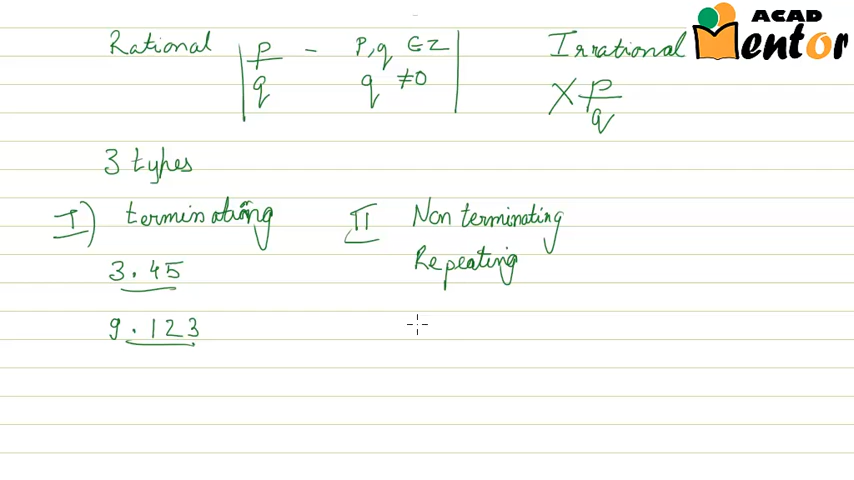 Rational p/q - P, q ∈ Z q ≠ 0 Irrational X p/q
ACAD Mentor
3 types
I) terminating II Non terminating
3.45 Repeating
9.123